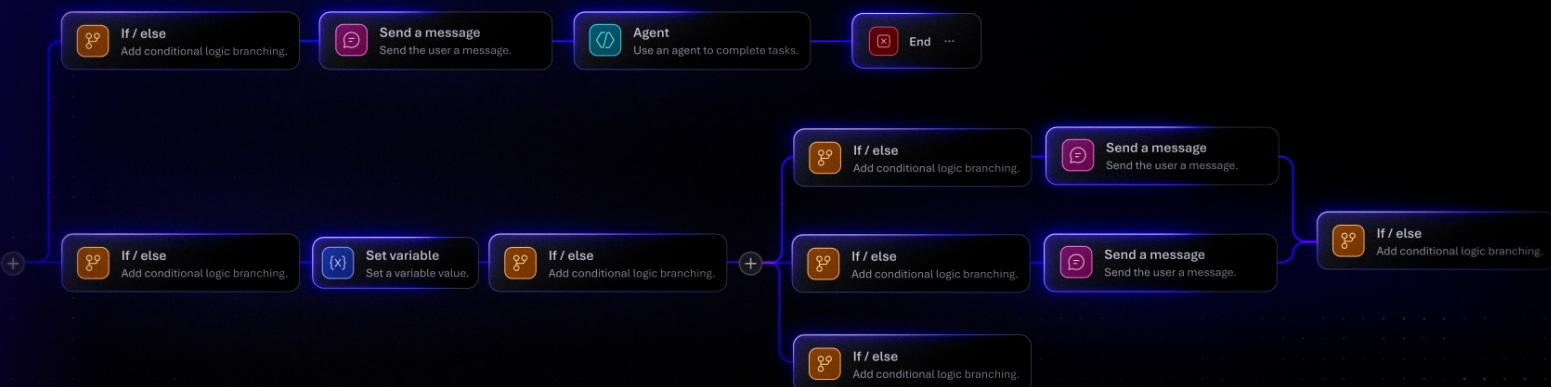 If / else
Add conditional logic branching.
Send a message
Send the user a message.
Agent
Use an agent to complete tasks.
End
If / else
Add conditional logic branching.
Send a message
Send the user a message.
If / else
Add conditional logic branching.
If / else
Add conditional logic branching.
{x}
Set variable
Set a variable value.
If / else
Add conditional logic branching.
If / else
Add conditional logic branching.
Send a message
Send the user a message.
If / else
Add conditional logic branching.